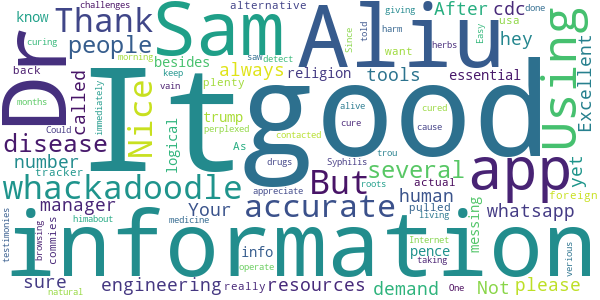 know
challenges
Thank
Sam
Aliu
alternative
After
cdc
done
usa
giving
Easy
harm
herbs
people
Since
told
hey
Excellent
Dr
curing
back
morning
besides
saw
detect
want
Using
It
good
Nice
always
religion
tools
essential
called
keep
vain
plenty
alive
cured
immediately
months
Could
trump
perplexed
cure
cause
contacted
yet
disease
logical
As
drugs
Syphilis
trou
app
number
appreciate
roots
several
foreign
tracker
whackadoodle
But
human
actual
living
messing
manager
Your
accurate
pulled
whatsapp
himabout
testimonies
browsing
commies
medicine
info
pence
Internet
taking
information
sure
engineering
really
resources
operate
demand
One
Not
please
natural
verious